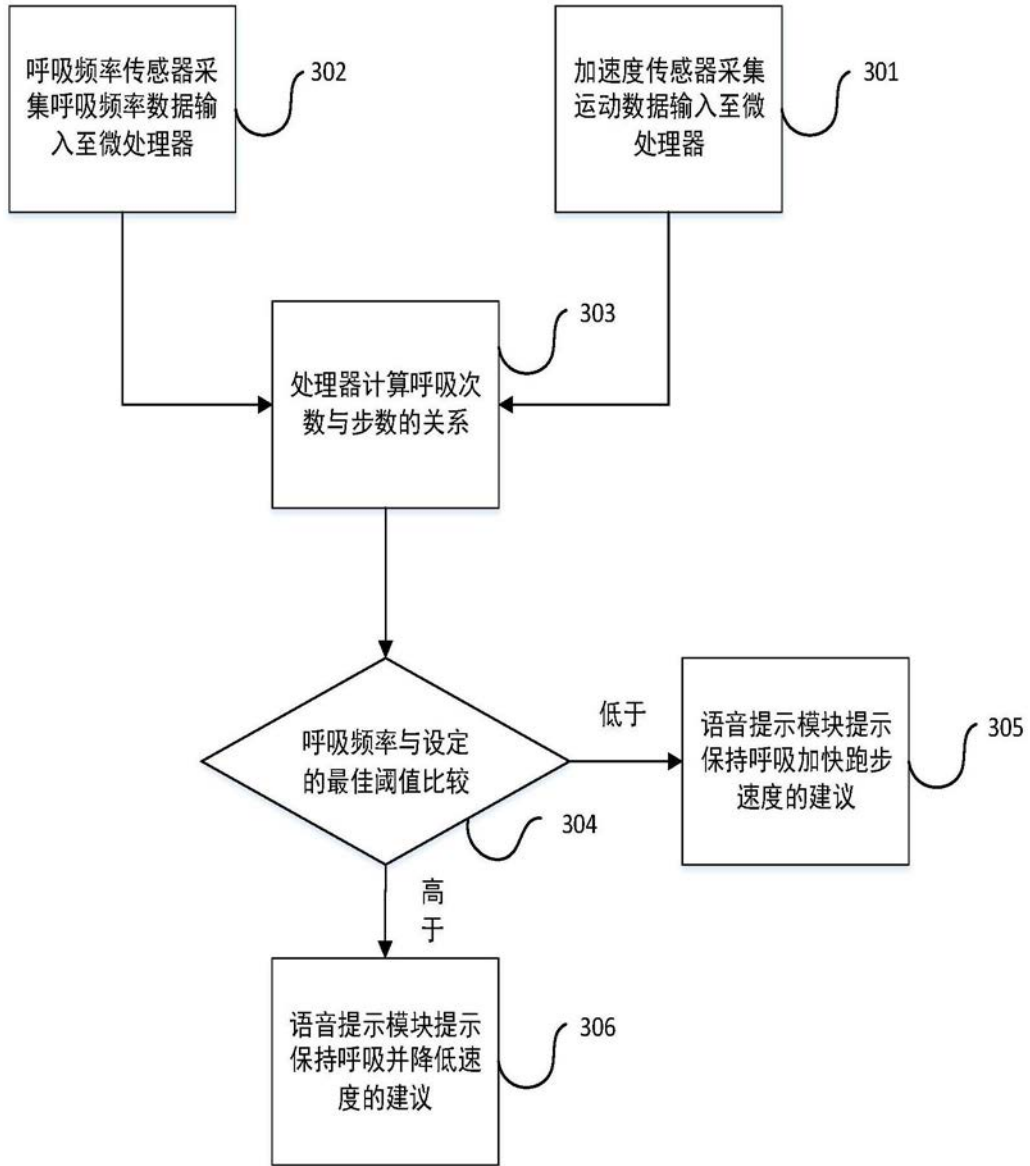 呼吸频率传感器采
集呼吸频率数据输
入至微处理器
302
加速度传感器采集
运动数据输入至微
处理器
301
处理器计算呼吸次
数与步数的关系
303
呼吸频率与设定
的最佳阈值比较
304
低于
语音提示模块提示
保持呼吸加快跑步
速度的建议
305
高
于
语音提示模块提示
保持呼吸并降低速
度的建议
306